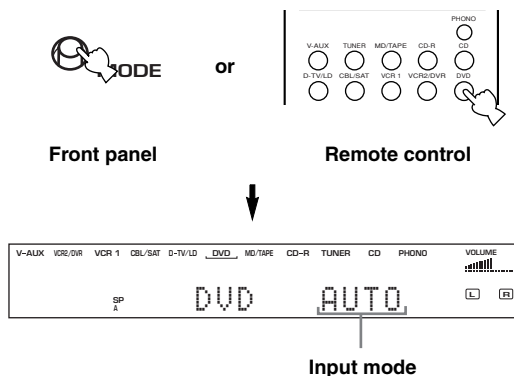 PHONO
V-AUX TUNER MD/TAPE CD-R CD
D-TV/LD CBL/SAT VCR 1 VCR2/DVR DVD
or
Front panel
Remote control
V-AUX VCR2/DVR VCR 1 CBL/SAT D-TV/LD DVD MD/TAPE CD-R TUNER CD PHONO VOLUME
SP
A
DVD AUTO
L R
Input mode